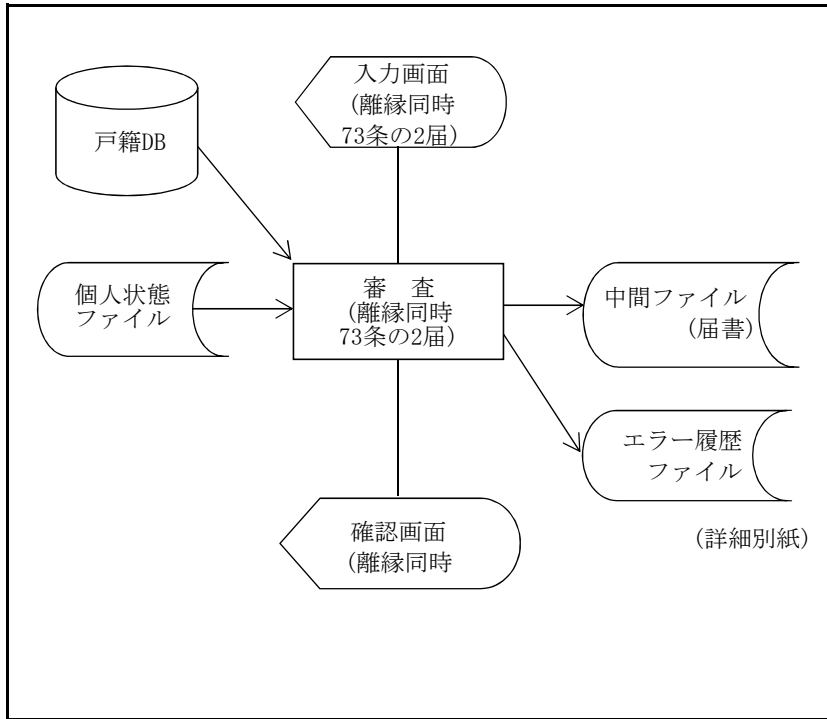 入力画面
(離縁同時
73条の2届)
戸籍DB
個人状態
ファイル
審　査
(離縁同時
73条の2届)
中間ファイル
(届書)
エラー履歴
ファイル
確認画面
(離縁同時
(詳細別紙)